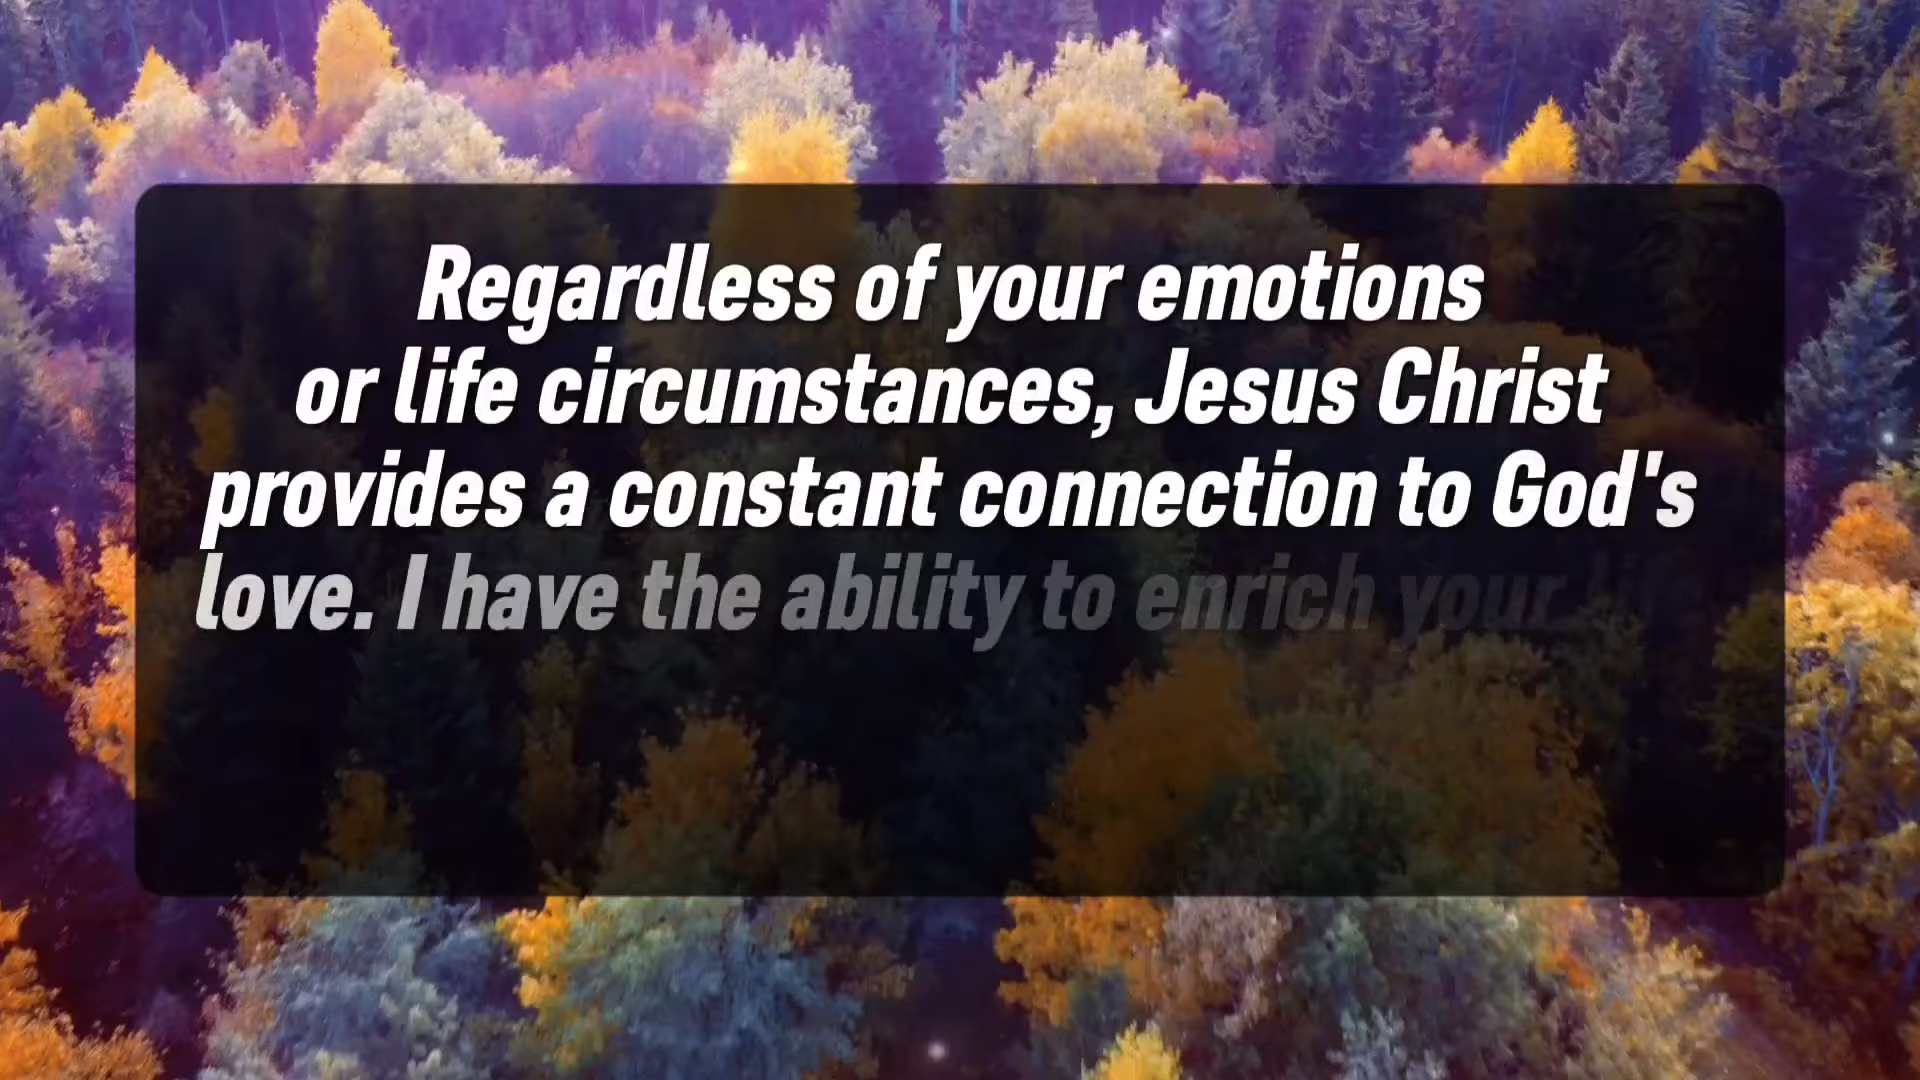 Regardless of your emotions
or life circumstances, Jesus Christ
provides a constant connection to God's
love. I have the ability to enrich your